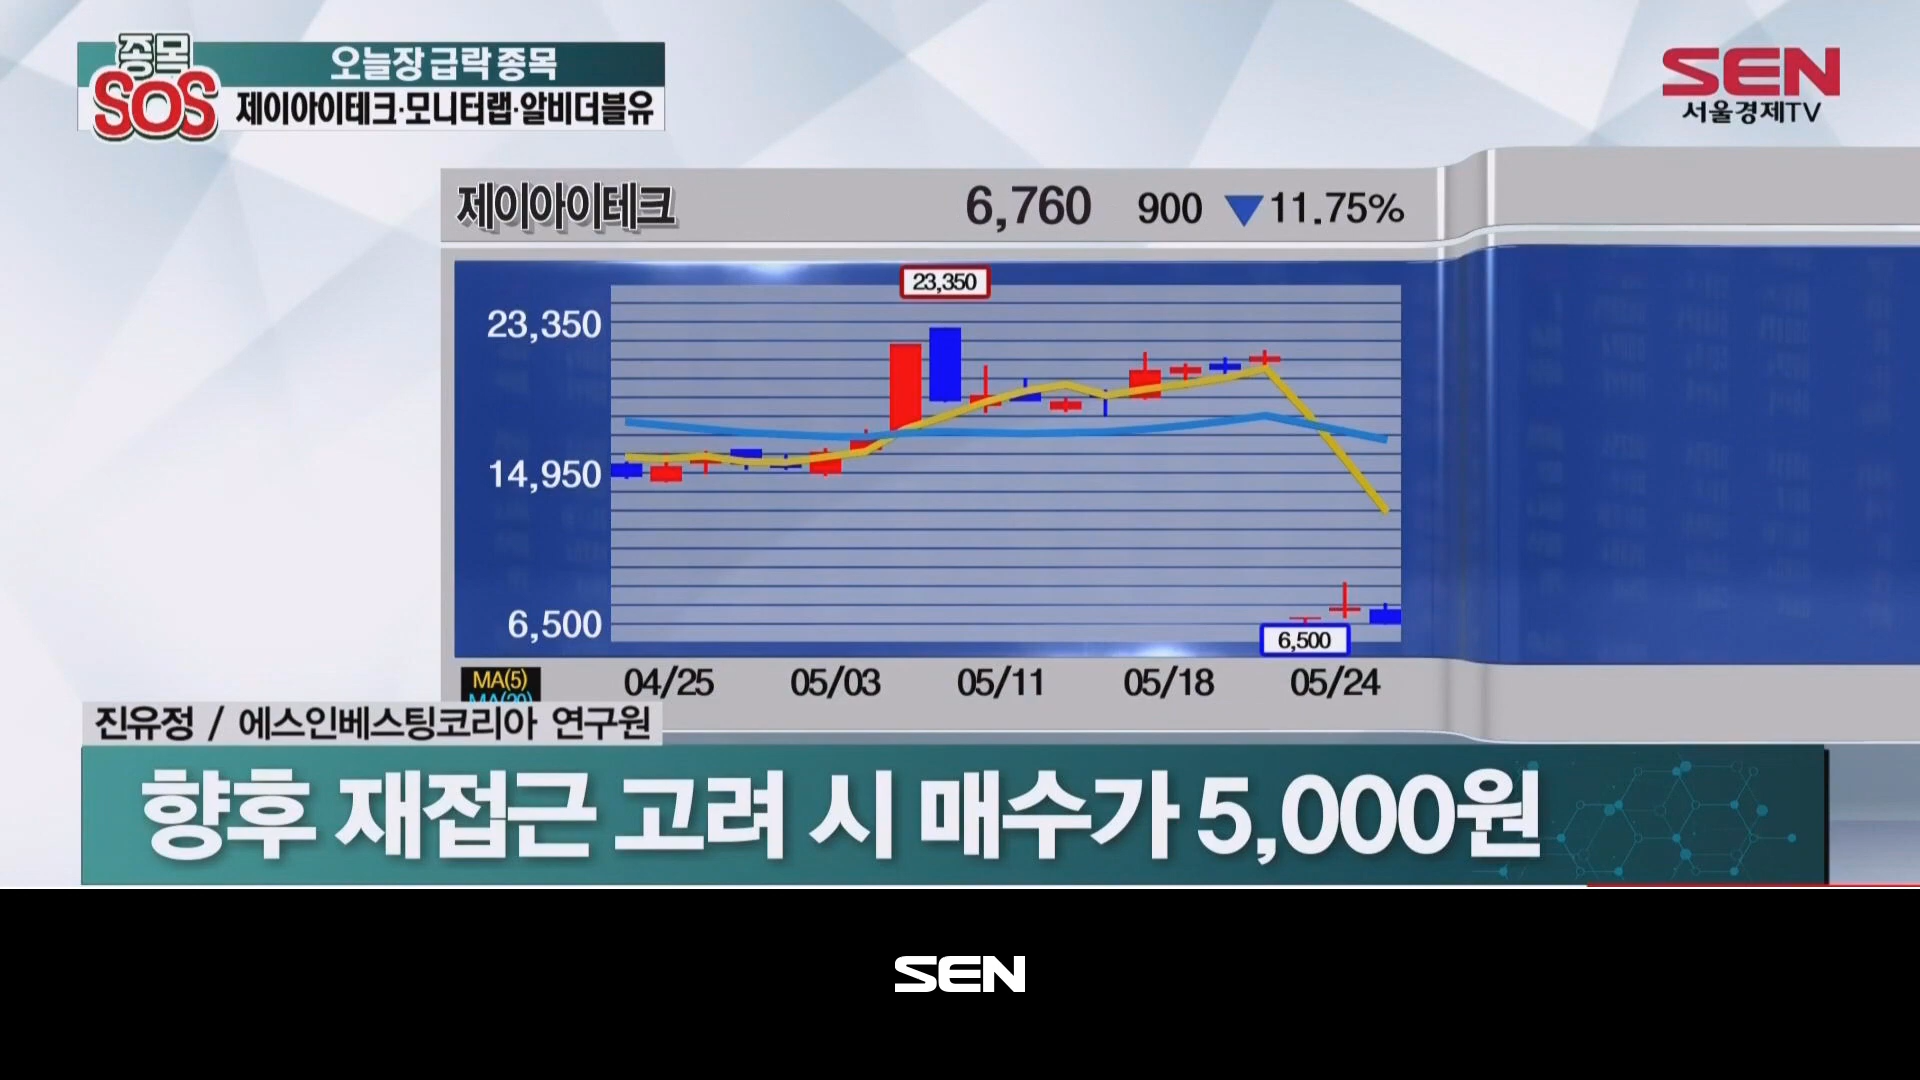 종목
SOS
오늘장 급락 종목
제이아이테크·모니터랩·알비더블유
SEN
서울경제TV
제이아이테크 6,760 900 ▼11.75%
23,350
23,350
14,950
6,500
6,500
MA(5)
MA(20)
04/25 05/03 05/11 05/18 05/24
진유정 / 에스인베스팅코리아 연구원
향후 재접근 고려 시 매수가 5,000원
SEN